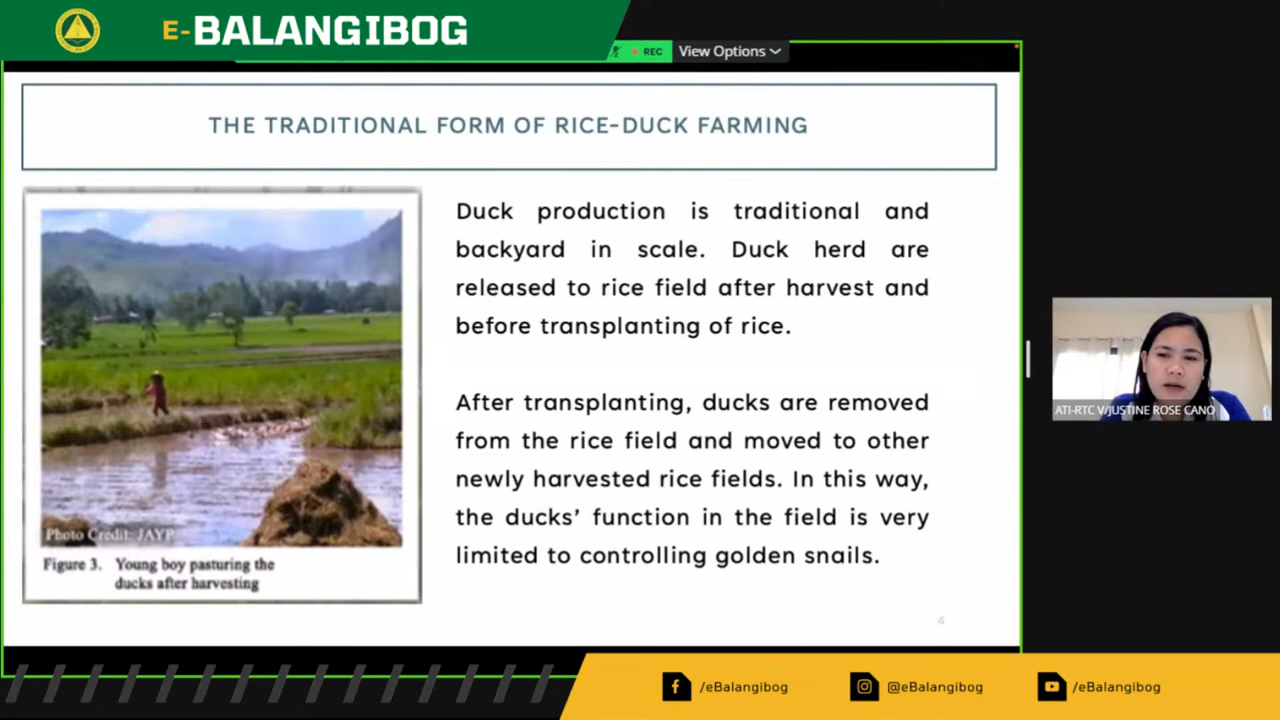 E-BALANGIBOG
REC View Options
THE TRADITIONAL FORM OF RICE-DUCK FARMING
Duck production is traditional and
backyard in scale. Duck herd are
released to rice field after harvest and
before transplanting of rice.
After transplanting, ducks are removed
from the rice field and moved to other
newly harvested rice fields. In this way,
the ducks’ function in the field is very
limited to controlling golden snails.
Photo Credit: JAYP
Figure 3. Young boy pasturing the
ducks after harvesting
4
ATI-RTC V/JUSTINE ROSE CANO
/eBalangibog
@eBalangibog
/eBalangibog